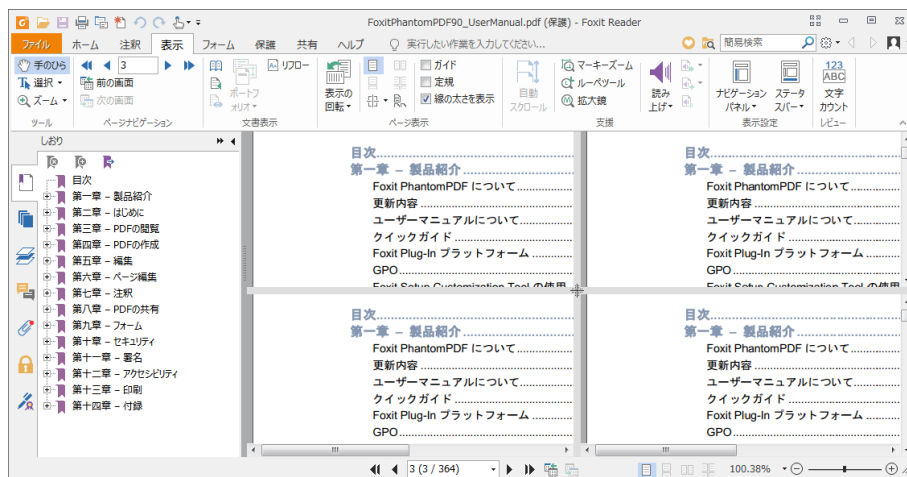 FoxitPhantomPDF90_UserManual.pdf (保護) - Foxit Reader
ファイル ホーム 注釈 表示 フォーム 保護 共有 ヘルプ 実行したい作業を入力してください... 簡易検索
手のひら
選択
ズーム
ツール
3
前の画面
次の画面
ページナビゲーション
ポートフォリオ
リフロー
文書表示
表示の回転
ガイド
定規
線の太さを表示
ページ表示
自動スクロール
マーキーズーム
ルーペツール
拡大鏡
読み上げ
支援
ナビゲーションパネル
ステータスバー
表示設定
123
ABC
文字カウント
レビュー
しおり
目次
第一章 – 製品紹介
第二章 – はじめに
第三章 – PDFの閲覧
第四章 – PDFの作成
第五章 – 編集
第六章 – ページ編集
第七章 – 注釈
第八章 – PDFの共有
第九章 – フォーム
第十章 – セキュリティ
第十一章 – 署名
第十二章 – アクセシビリティ
第十三章 – 印刷
第十四章 – 付録
目次
第一章 – 製品紹介
Foxit PhantomPDF について
更新内容
ユーザーマニュアルについて
クイックガイド
Foxit Plug-In プラットフォーム
GPO
Foxit Setup Customization Tool の使用
目次
第一章 – 製品紹介
Foxit PhantomPDF について
更新内容
ユーザーマニュアルについて
クイックガイド
Foxit Plug-In プラットフォーム
GPO
Foxit Setup Customization Tool の使用
目次
第一章 – 製品紹介
Foxit PhantomPDF について
更新内容
ユーザーマニュアルについて
クイックガイド
Foxit Plug-In プラットフォーム
GPO
目次
第一章 – 製品紹介
Foxit PhantomPDF について
更新内容
ユーザーマニュアルについて
クイックガイド
Foxit Plug-In プラットフォーム
GPO
3 (3 / 364)
100.38%